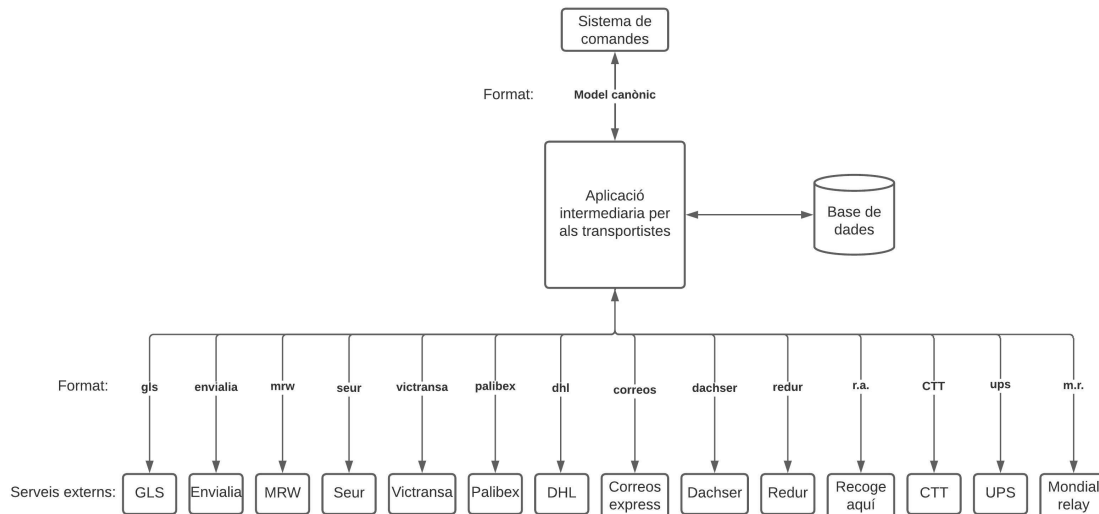 Sistema de
comandes
Format:
Model canònic
Aplicació
intermediaria per
als transportistes
Base de
dades
Format:
gls
envialia
mrw
seur
victransa
palibex
dhl
correos
dachser
redur
r.a.
CTT
ups
m.r.
Serveis externs:
GLS
Envialia
MRW
Seur
Victransa
Palibex
DHL
Correos
express
Dachser
Redur
Recoge
aquí
CTT
UPS
Mondial
relay